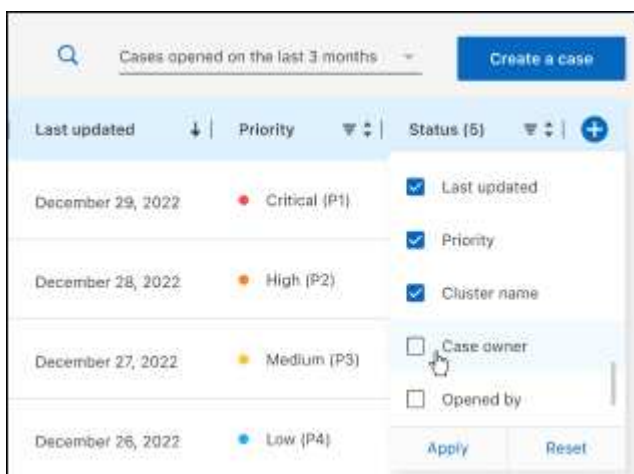 Cases opened on the last 3 months
Create a case
Last updated
Priority
Status (5)
December 29, 2022
Critical (P1)
Last updated
Priority
December 28, 2022
High (P2)
Cluster name
Case owner
December 27, 2022
Medium (P3)
Opened by
December 26, 2022
Low (P4)
Apply
Reset